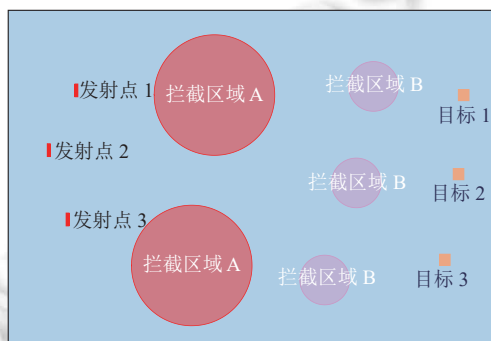 发射点 1
拦截区域 A
拦截区域 B
目标 1
发射点 2
拦截区域 B
目标 2
发射点 3
拦截区域 A
拦截区域 B
目标 3